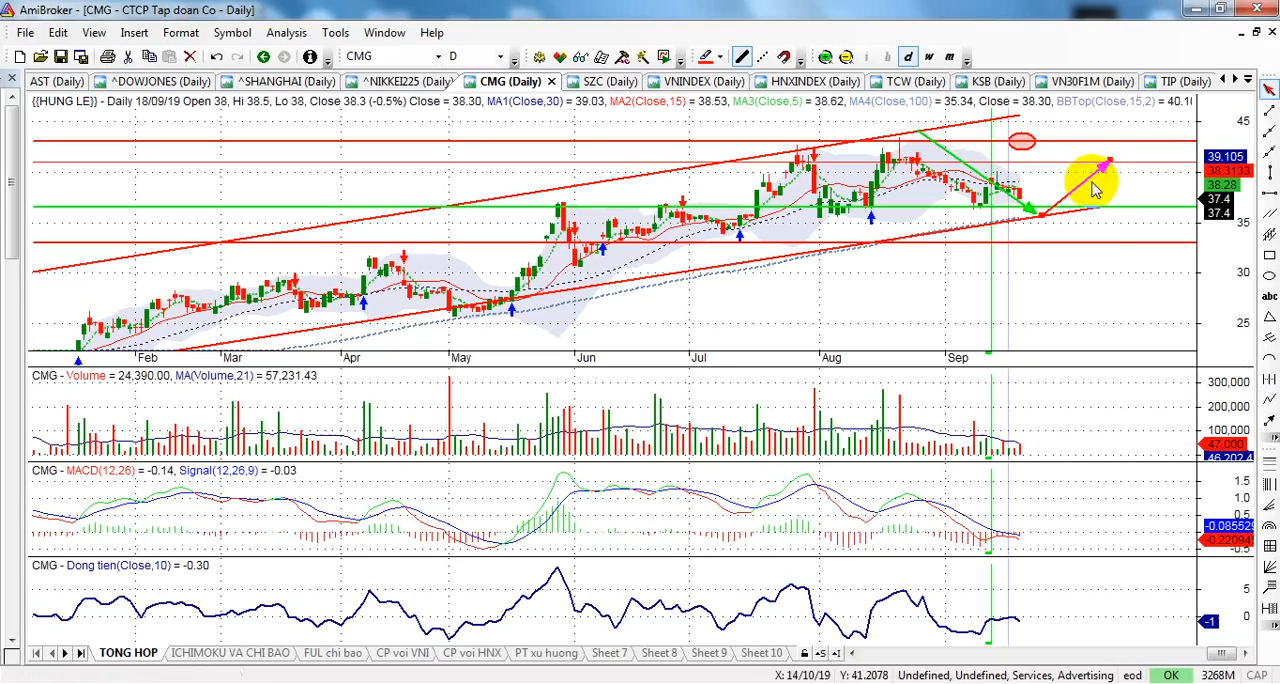 AmiBroker - [CMG - CTCP Tap doan Co - Daily]
File Edit View Insert Format Symbol Analysis Tools Window Help
CMG D i h d w m
AST (Daily) ^DOWJONES (Daily) ^SHANGHAI (Daily) ^NIKKEI225 (Daily) CMG (Daily) SZC (Daily) VNINDEX (Daily) HNXINDEX (Daily) TCW (Daily) KSB (Daily) VN30F1M (Daily) TIP (Daily)
{{HUNG LE}} - Daily 18/09/19 Open 38, Hi 38.5, Lo 38, Close 38.3 (-0.5%) Close = 38.30, MA1(Close,30) = 39.03, MA2(Close,15) = 38.53, MA3(Close,5) = 38.62, MA4(Close,100) = 35.34, Close = 38.30, BBTop(Close,15,2) = 40.1
45
39.105
38.3133
38.28
37.4
37.4
35
30
25
Feb Mar Apr May Jun Jul Aug Sep
CMG - Volume = 24,390.00, MA(Volume,21) = 57,231.43
300,000
200,000
100,000
47,000
46,202.4
CMG - MACD(12,26) = -0.14, Signal(12,26,9) = -0.03
1.5
1.0
0.5
-0.085529
-0.220945
-0.5
CMG - Dong tien(Close,10) = -0.30
5
0
-1
abc
TONG HOP ICHIMOKU VA CHI BAO FUL chi bao CP voi VNI CP voi HNX PT xu huong Sheet 7 Sheet 8 Sheet 9 Sheet 10
X: 14/10/19 Y: 41.2078 Undefined, Undefined, Services, Advertising eod OK 3268M CAP